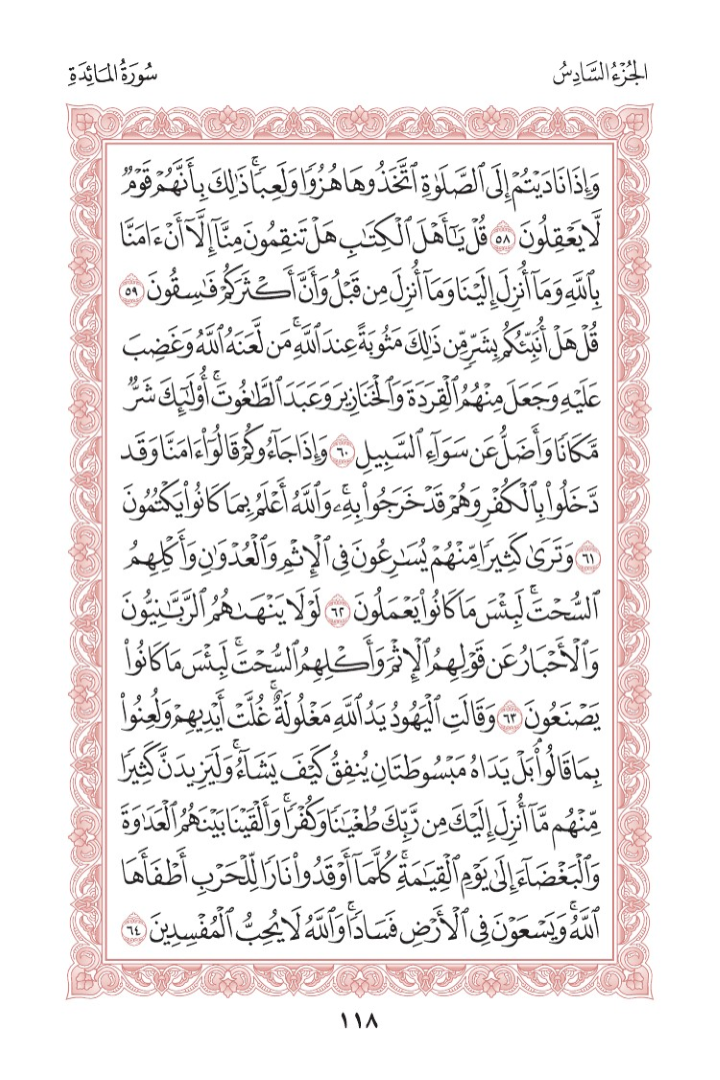 الجُزْءُ السَّادِسُ
سُورَةُ المَائِدَةِ
وَإِذَا نَادَيْتُمْ إِلَى ٱلصَّلَوٰةِ ٱتَّخَذُوهَا هُزُوٗا وَلَعِبٗاۚ ذَٰلِكَ بِأَنَّهُمْ قَوْمٞ
لَّا يَعْقِلُونَ ٥٨ قُلْ يَٰٓأَهْلَ ٱلْكِتَٰبِ هَلْ تَنقِمُونَ مِنَّآ إِلَّآ أَنْ ءَامَنَّا
بِٱللَّهِ وَمَآ أُنزِلَ إِلَيْنَا وَمَآ أُنزِلَ مِن قَبْلُ وَأَنَّ أَكْثَرَكُمْ فَٰسِقُونَ ٥٩
قُلْ هَلْ أُنَبِّئُكُم بِشَرّٖ مِّن ذَٰلِكَ مَثُوبَةً عِندَ ٱللَّهِۚ مَن لَّعَنَهُ ٱللَّهُ وَغَضِبَ
عَلَيْهِ وَجَعَلَ مِنْهُمُ ٱلْقِرَدَةَ وَٱلْخَنَازِيرَ وَعَبَدَ ٱلطَّٰغُوتَۚ أُوْلَٰٓئِكَ شَرّٞ
مَّكَانٗا وَأَضَلُّ عَن سَوَآءِ ٱلسَّبِيلِ ٦٠ وَإِذَا جَآءُوكُمْ قَالُوٓاْ ءَامَنَّا وَقَد
دَّخَلُواْ بِٱلْكُفْرِ وَهُمْ قَدْ خَرَجُواْ بِهِۦۚ وَٱللَّهُ أَعْلَمُ بِمَا كَانُواْ يَكْتُمُونَ
٦١ وَتَرَىٰ كَثِيرٗا مِّنْهُمْ يُسَٰرِعُونَ فِي ٱلْإِثْمِ وَٱلْعُدْوَٰنِ وَأَكْلِهِمُ
ٱلسُّحْتَۚ لَبِئْسَ مَا كَانُواْ يَعْمَلُونَ ٦٢ لَوْلَا يَنْهَىٰهُمُ ٱلرَّبَّٰنِيُّونَ
وَٱلْأَحْبَارُ عَن قَوْلِهِمُ ٱلْإِثْمَ وَأَكْلِهِمُ ٱلسُّحْتَۚ لَبِئْسَ مَا كَانُواْ
يَصْنَعُونَ ٦٣ وَقَالَتِ ٱلْيَهُودُ يَدُ ٱللَّهِ مَغْلُولَةٌۚ غُلَّتْ أَيْدِيهِمْ وَلُعِنُواْ
بِمَا قَالُواْۘ بَلْ يَدَاهُ مَبْسُوطَتَانِ يُنفِقُ كَيْفَ يَشَآءُۚ وَلَيَزِيدَنَّ كَثِيرٗا
مِّنْهُم مَّآ أُنزِلَ إِلَيْكَ مِن رَّبِّكَ طُغْيَٰنٗا وَكُفْرٗاۚ وَأَلْقَيْنَا بَيْنَهُمُ ٱلْعَدَٰوَةَ
وَٱلْبَغْضَآءَ إِلَىٰ يَوْمِ ٱلْقِيَٰمَةِۚ كُلَّمَآ أَوْقَدُواْ نَارٗا لِّلْحَرْبِ أَطْفَأَهَا
ٱللَّهُۚ وَيَسْعَوْنَ فِي ٱلْأَرْضِ فَسَادٗاۚ وَٱللَّهُ لَا يُحِبُّ ٱلْمُفْسِدِينَ ٦٤
١١٨